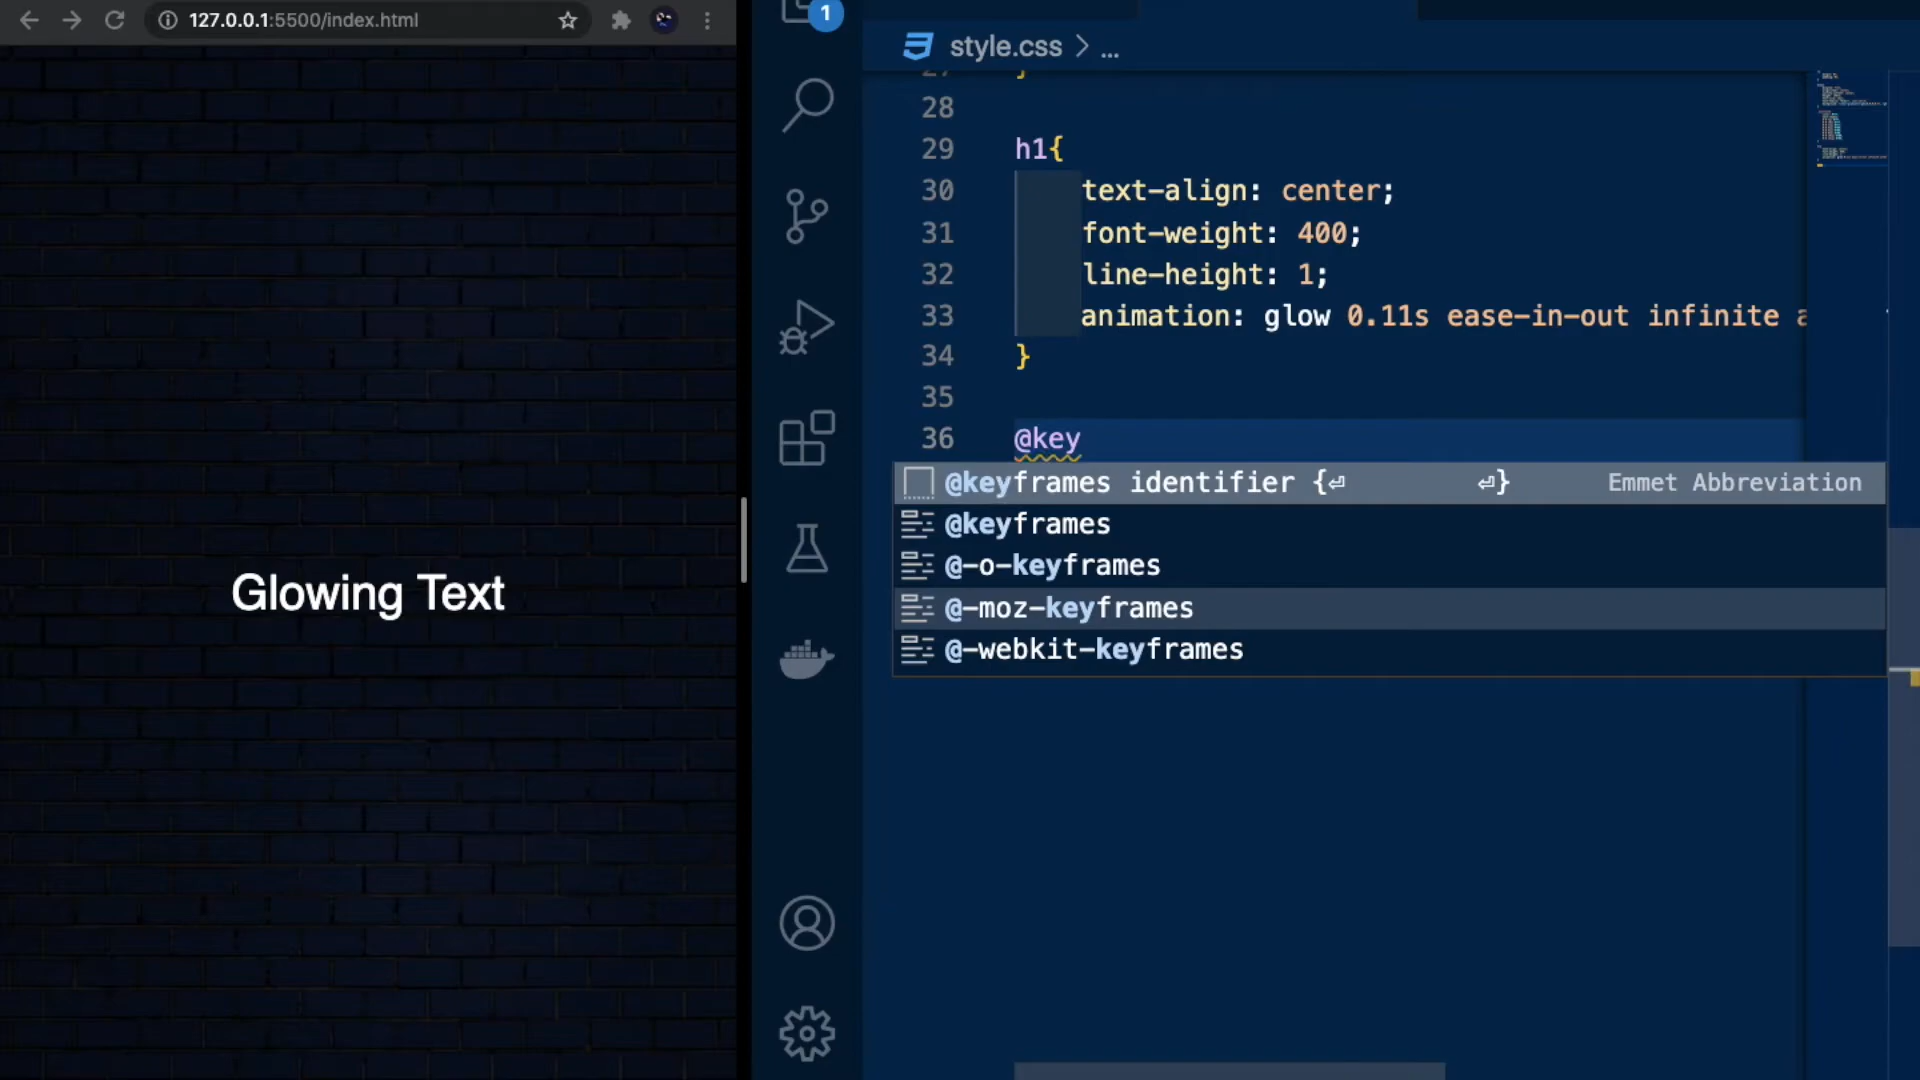 127.0.0.1:5500/index.html
Glowing Text
1
style.css > ...
28
29 h1{
30 text-align: center;
31 font-weight: 400;
32 line-height: 1;
33 animation: glow 0.11s ease-in-out infinite
34 }
35
36 @key
@keyframes identifier {⏎ ⏎} Emmet Abbreviation
@keyframes
@-o-keyframes
@-moz-keyframes
@-webkit-keyframes